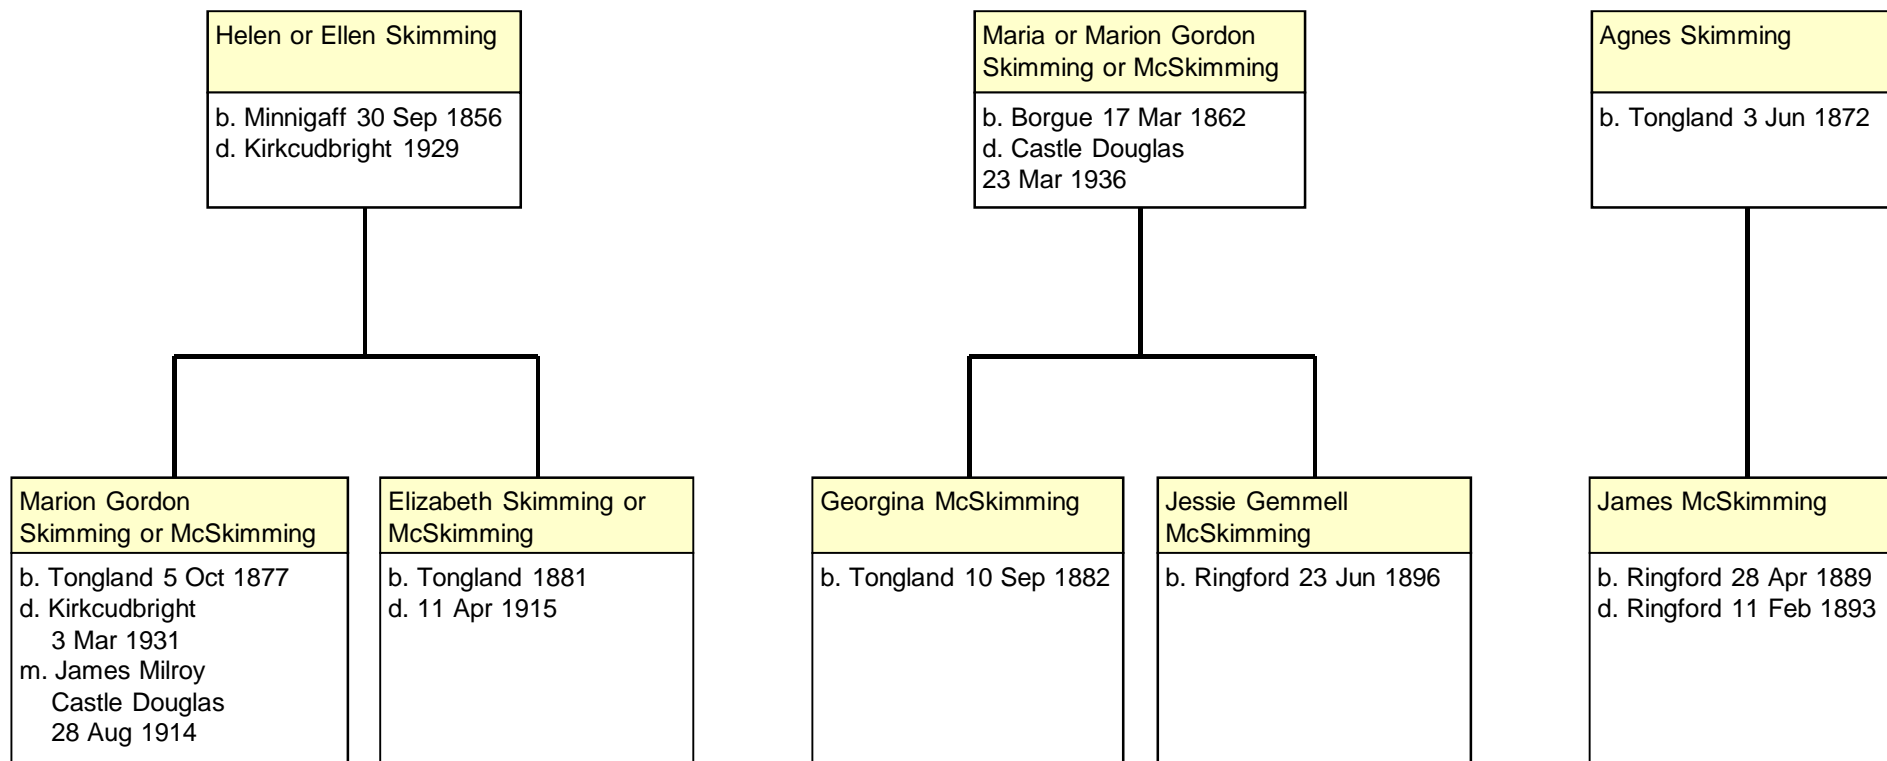 Helen or Ellen Skimming
b. Minnigaff 30 Sep 1856
d. Kirkcudbright 1929
Maria or Marion Gordon
Skimming or McSkimming
b. Borgue 17 Mar 1862
d. Castle Douglas
23 Mar 1936
Agnes Skimming
b. Tongland 3 Jun 1872
Marion Gordon
Skimming or McSkimming
b. Tongland 5 Oct 1877
d. Kirkcudbright
3 Mar 1931
m. James Milroy
Castle Douglas
28 Aug 1914
Elizabeth Skimming or
McSkimming
b. Tongland 1881
d. 11 Apr 1915
Georgina McSkimming
b. Tongland 10 Sep 1882
Jessie Gemmell
McSkimming
b. Ringford 23 Jun 1896
James McSkimming
b. Ringford 28 Apr 1889
d. Ringford 11 Feb 1893